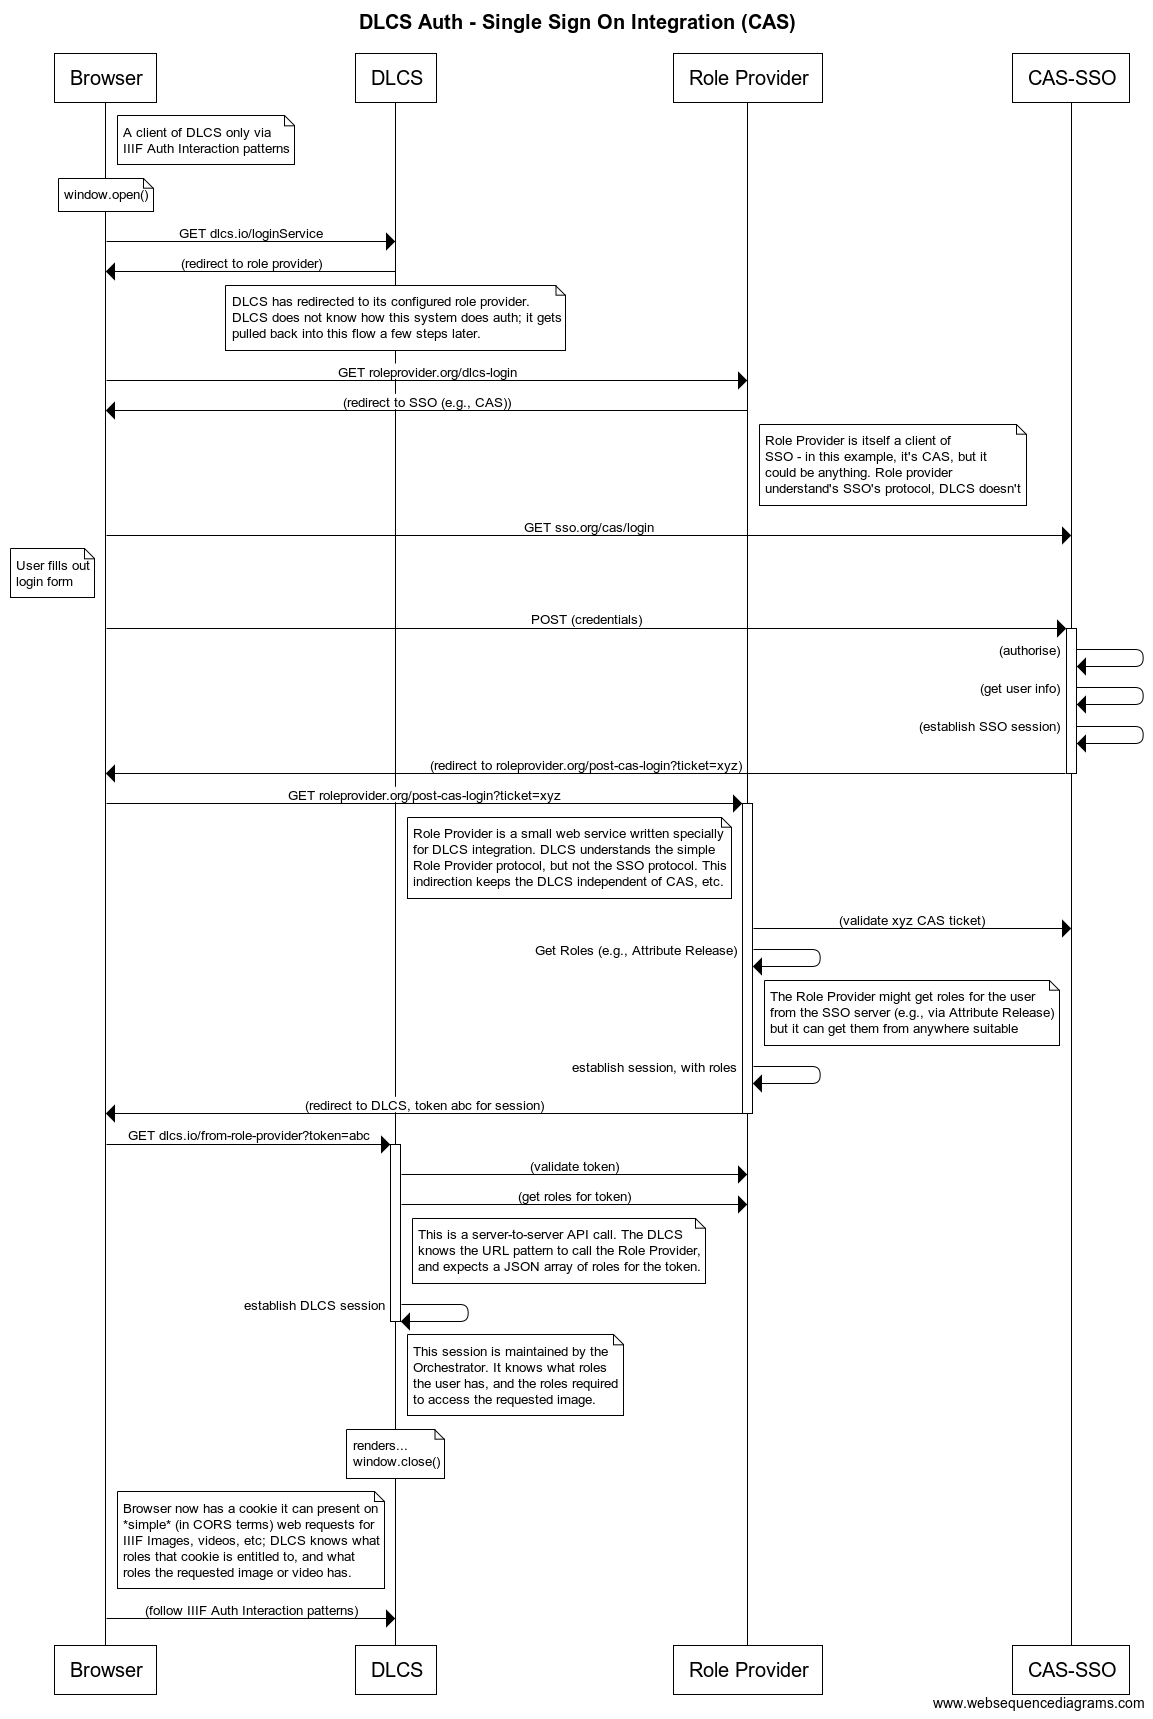 DLCS Auth - Single Sign On Integration (CAS)
Browser
DLCS
Role Provider
CAS-SSO
A client of DLCS only via
IIIF Auth Interaction patterns
window.open()
GET dlcs.io/loginService
(redirect to role provider)
DLCS has redirected to its configured role provider.
DLCS does not know how this system does auth; it gets
pulled back into this flow a few steps later.
GET roleprovider.org/dlcs-login
(redirect to SSO (e.g., CAS))
Role Provider is itself a client of
SSO - in this example, it's CAS, but it
could be anything. Role provider
understand's SSO's protocol, DLCS doesn't
GET sso.org/cas/login
User fills out
login form
POST (credentials)
(authorise)
(get user info)
(establish SSO session)
(redirect to roleprovider.org/post-cas-login?ticket=xyz)
GET roleprovider.org/post-cas-login?ticket=xyz
Role Provider is a small web service written specially
for DLCS integration. DLCS understands the simple
Role Provider protocol, but not the SSO protocol. This
indirection keeps the DLCS independent of CAS, etc.
(validate xyz CAS ticket)
Get Roles (e.g., Attribute Release)
The Role Provider might get roles for the user
from the SSO server (e.g., via Attribute Release)
but it can get them from anywhere suitable
establish session, with roles
(redirect to DLCS, token abc for session)
GET dlcs.io/from-role-provider?token=abc
(validate token)
(get roles for token)
This is a server-to-server API call. The DLCS
knows the URL pattern to call the Role Provider,
and expects a JSON array of roles for the token.
establish DLCS session
This session is maintained by the
Orchestrator. It knows what roles
the user has, and the roles required
to access the requested image.
renders...
window.close()
Browser now has a cookie it can present on
*simple* (in CORS terms) web requests for
IIIF Images, videos, etc; DLCS knows what
roles that cookie is entitled to, and what
roles the requested image or video has.
(follow IIIF Auth Interaction patterns)
Browser
DLCS
Role Provider
CAS-SSO
www.websequencediagrams.com